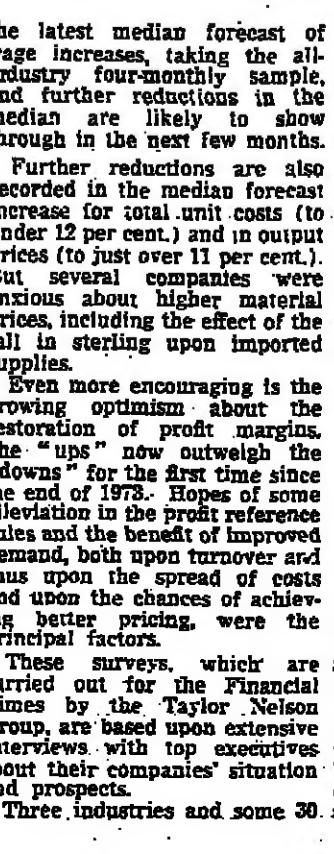 he latest median forecast of
age increases, taking the all-
ndustry four-monthly sample,
nd further reductions in the
median are likely to show
hrough in the next few months.
Further reductions are also
ecorded in the median forecast
ncrease for total unit costs (to
nder 12 per cent.) and in output
rices (to just over 11 per cent.).
But several companies were
nxious about higher material
rices, including the effect of the
all in sterling upon imported
upplies.
Even more encouraging is the
rowing optimism about the
estoration of profit margins.
he "ups" now outweigh the
downs" for the first time since
he end of 1973. Hopes of some
lleviation in the profit reference
ules and the benefit of improved
emand, both upon turnover and
hus upon the spread of costs
nd upon the chances of achiev-
ng better pricing, were the
rincipal factors.
These surveys, which are
arried out for the Financial
imes by the Taylor Nelson
roup, are based upon extensive
nterviews with top executives
bout their companies' situation
nd prospects.
Three industries and some 30